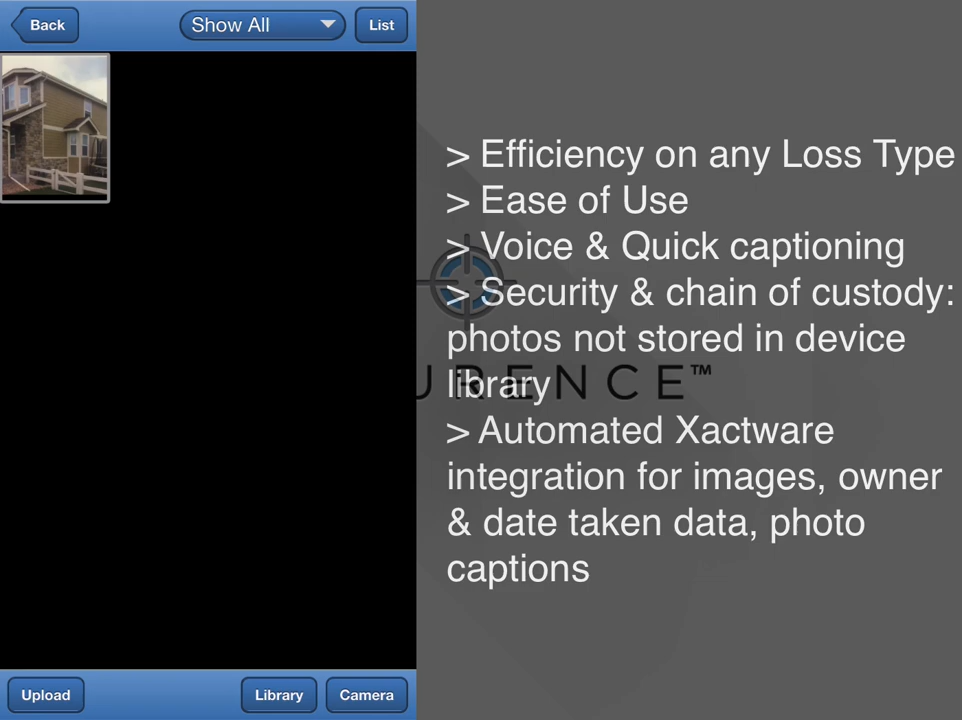 Back
Show All
List
> Efficiency on any Loss Type
> Ease of Use
> Voice & Quick captioning
> Security & chain of custody:
photos not stored in device
library
URENCE™
> Automated Xactware
integration for images, owner
& date taken data, photo
captions
Upload
Library
Camera